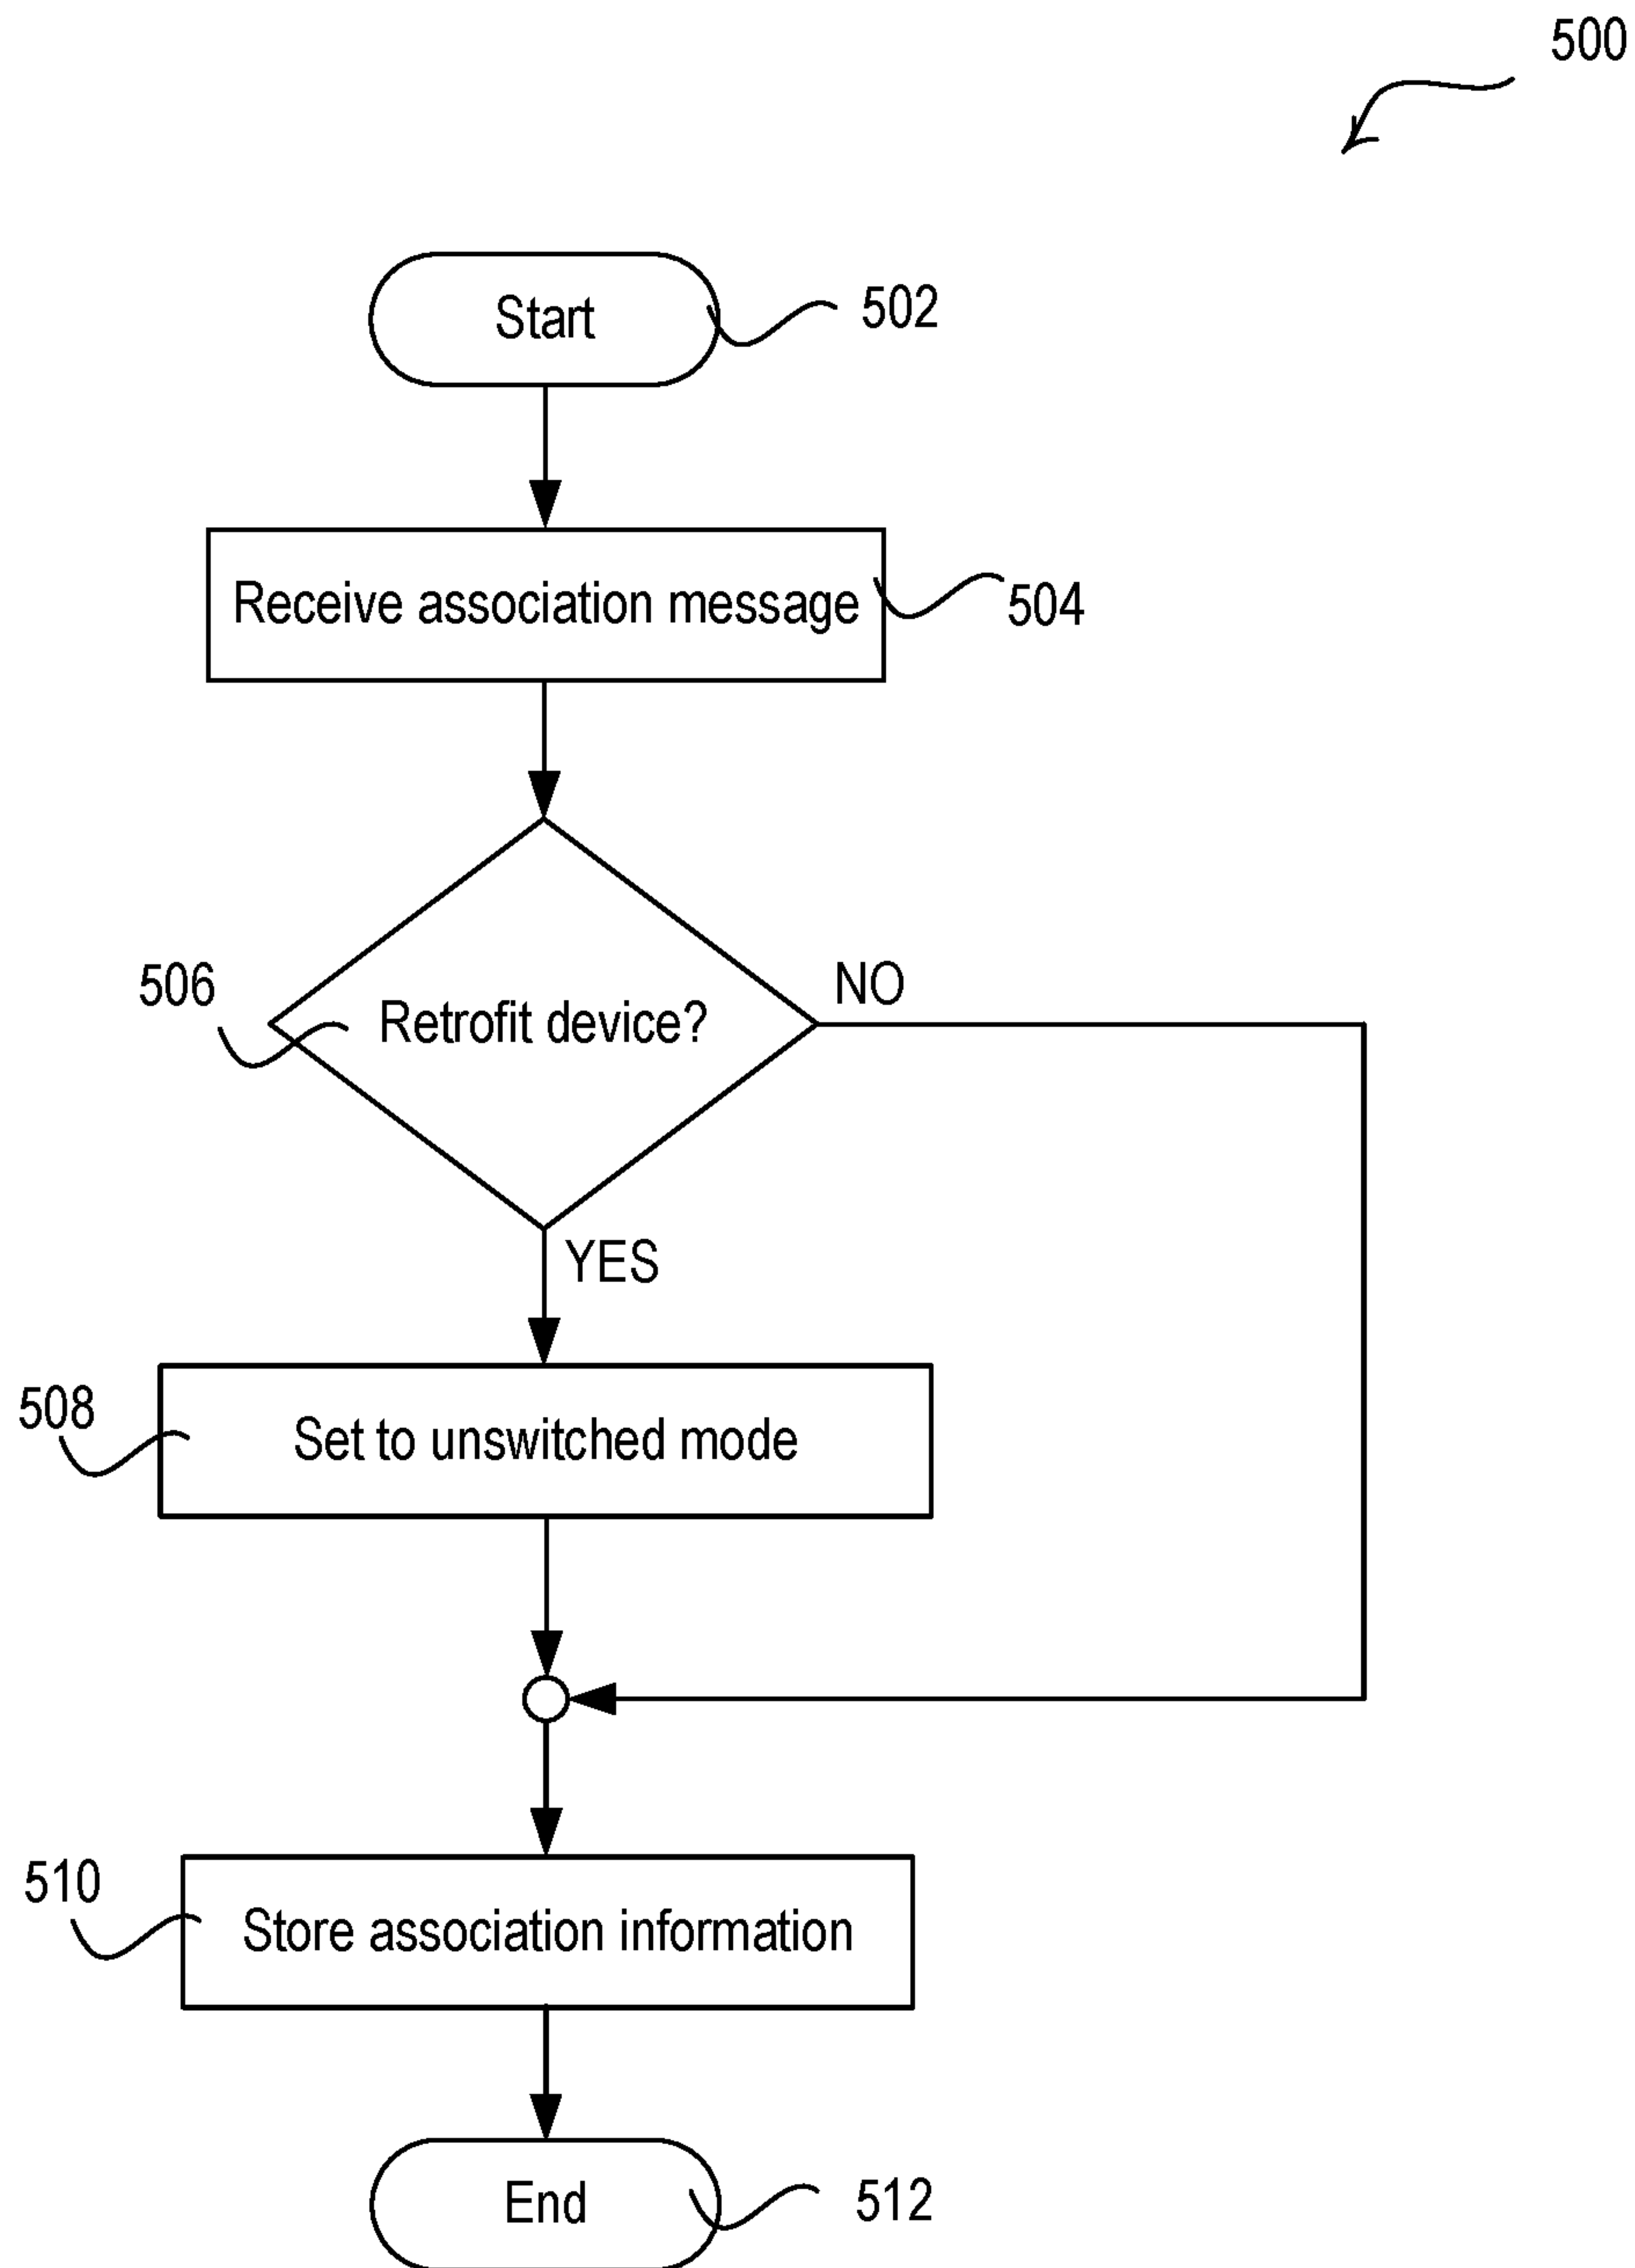 500
Start
502
Receive association message
504
506
Retrofit device?
NO
YES
508
Set to unswitched mode
510
Store association information
End
512